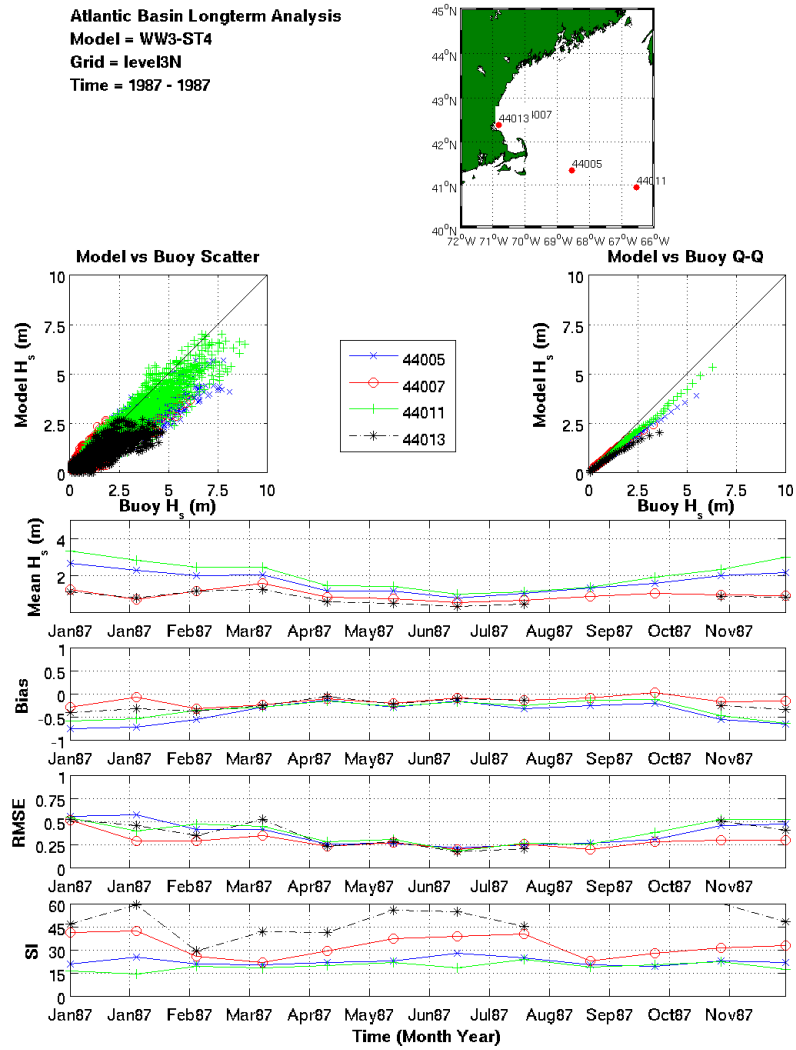 Atlantic Basin Longterm Analysis
Model = WW3-ST4
Grid = level3N
Time = 1987 - 1987
45°N
44°N
43°N
42°N
41°N
40°N
72°W 71°W 70°W 69°W 68°W 67°W 66°W
44013
44005
44011
Model vs Buoy Scatter
Model Hs (m)
10
7.5
5
2.5
0
0 2.5 5 7.5 10
Buoy Hs (m)
44005
44007
44011
44013
Model vs Buoy Q-Q
Model Hs (m)
10
7.5
5
2.5
0
0 2.5 5 7.5 10
Buoy Hs (m)
Mean Hs (m)
4
2
Jan87 Jan87 Feb87 Mar87 Apr87 May87 Jun87 Jul87 Aug87 Sep87 Oct87 Nov87
Bias
1
0.5
0
-0.5
-1
Jan87 Jan87 Feb87 Mar87 Apr87 May87 Jun87 Jul87 Aug87 Sep87 Oct87 Nov87
RMSE
1
0.75
0.5
0.25
0
Jan87 Jan87 Feb87 Mar87 Apr87 May87 Jun87 Jul87 Aug87 Sep87 Oct87 Nov87
SI
60
45
30
15
0
Jan87 Jan87 Feb87 Mar87 Apr87 May87 Jun87 Jul87 Aug87 Sep87 Oct87 Nov87
Time (Month Year)